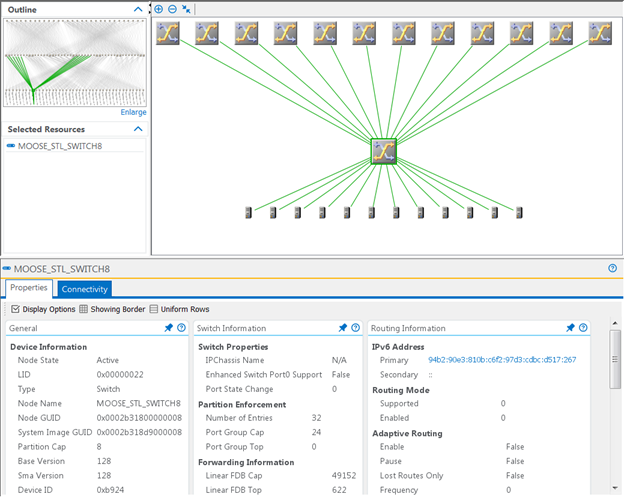 Outline
Enlarge
Selected Resources
MOOSE_STL_SWITCH8
MOOSE_STL_SWITCH8
Properties
Connectivity
Display Options Showing Border Uniform Rows
General
Device Information
Node State Active
LID 0x00000022
Type Switch
Node Name MOOSE_STL_SWITCH8
Node GUID 0x0002b31800000008
System Image GUID 0x0002b318d9000008
Partition Cap 8
Base Version 128
Sma Version 128
Device ID 0xb924
Switch Information
Switch Properties
IPChassis Name N/A
Enhanced Switch Port0 Support False
Port State Change 0
Partition Enforcement
Number of Entries 32
Port Group Cap 24
Port Group Top 0
Forwarding Information
Linear FDB Cap 49152
Linear FDB Top 622
Routing Information
IPv6 Address
Primary 94b2:90e3:810b:c6f2:97d3:cdbc:d517:267
Secondary ::
Routing Mode
Supported 0
Enabled 0
Adaptive Routing
Enable False
Pause False
Lost Routes Only False
Frequency 0